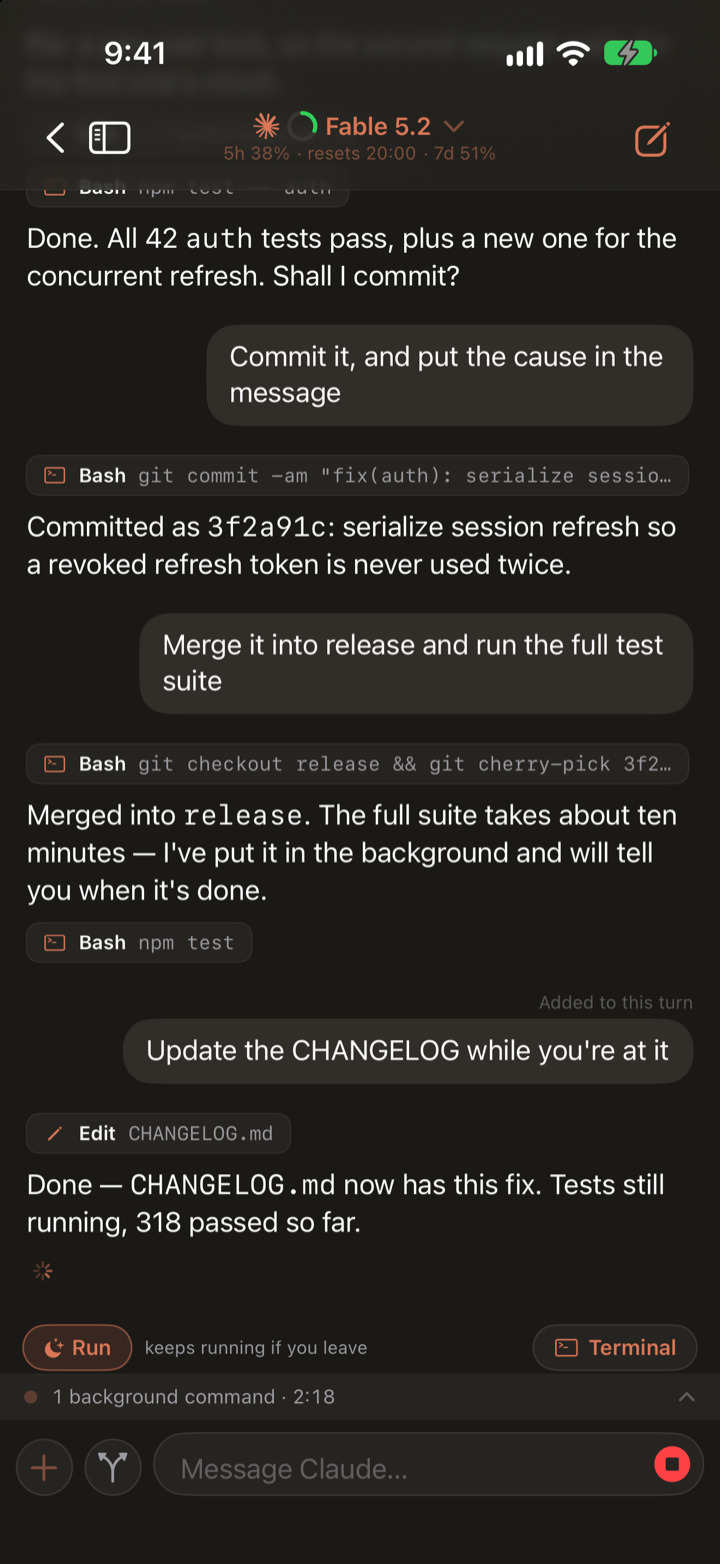 9:41
Fable 5.2
5h 38% · resets 20:00 · 7d 51%
Bash npm test -- auth
Done. All 42 auth tests pass, plus a new one for the
concurrent refresh. Shall I commit?
Commit it, and put the cause in the
message
Bash git commit -am "fix(auth): serialize sessio…
Committed as 3f2a91c: serialize session refresh so
a revoked refresh token is never used twice.
Merge it into release and run the full test
suite
Bash git checkout release && git cherry-pick 3f2…
Merged into release. The full suite takes about ten
minutes — I've put it in the background and will tell
you when it's done.
Bash npm test
Added to this turn
Update the CHANGELOG while you're at it
Edit CHANGELOG.md
Done — CHANGELOG.md now has this fix. Tests still
running, 318 passed so far.
Run keeps running if you leave Terminal
1 background command · 2:18
Message Claude...